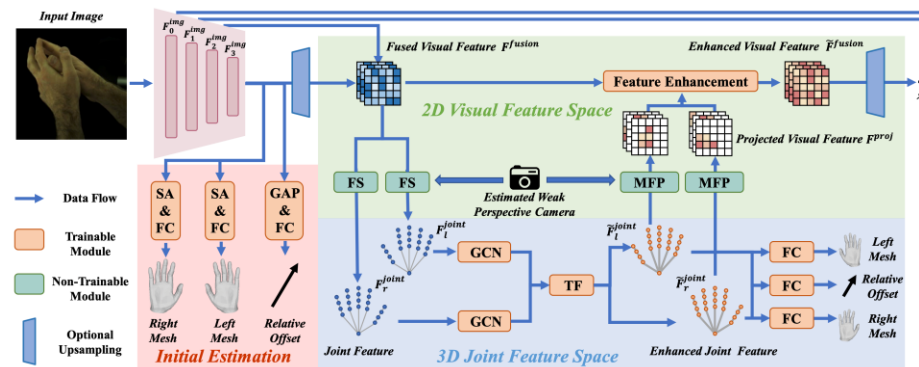 Input Image
F_0^{img}
F_1^{img}
F_2^{img}
F_3^{img}
Fused Visual Feature F^{fusion}
Enhanced Visual Feature F̃^{fusion}
Feature Enhancement
2D Visual Feature Space
Projected Visual Feature F^{proj}
Data Flow
Trainable
Module
Non-Trainable
Module
Optional
Upsampling
SA
&
FC
SA
&
FC
GAP
&
FC
Right
Mesh
Left
Mesh
Relative
Offset
Initial Estimation
FS
FS
Estimated Weak
Perspective Camera
MFP
MFP
F_l^{joint}
F_r^{joint}
Joint Feature
GCN
GCN
TF
F̃_l^{joint}
F̃_r^{joint}
Enhanced Joint Feature
3D Joint Feature Space
FC
FC
FC
Left
Mesh
Relative
Offset
Right
Mesh